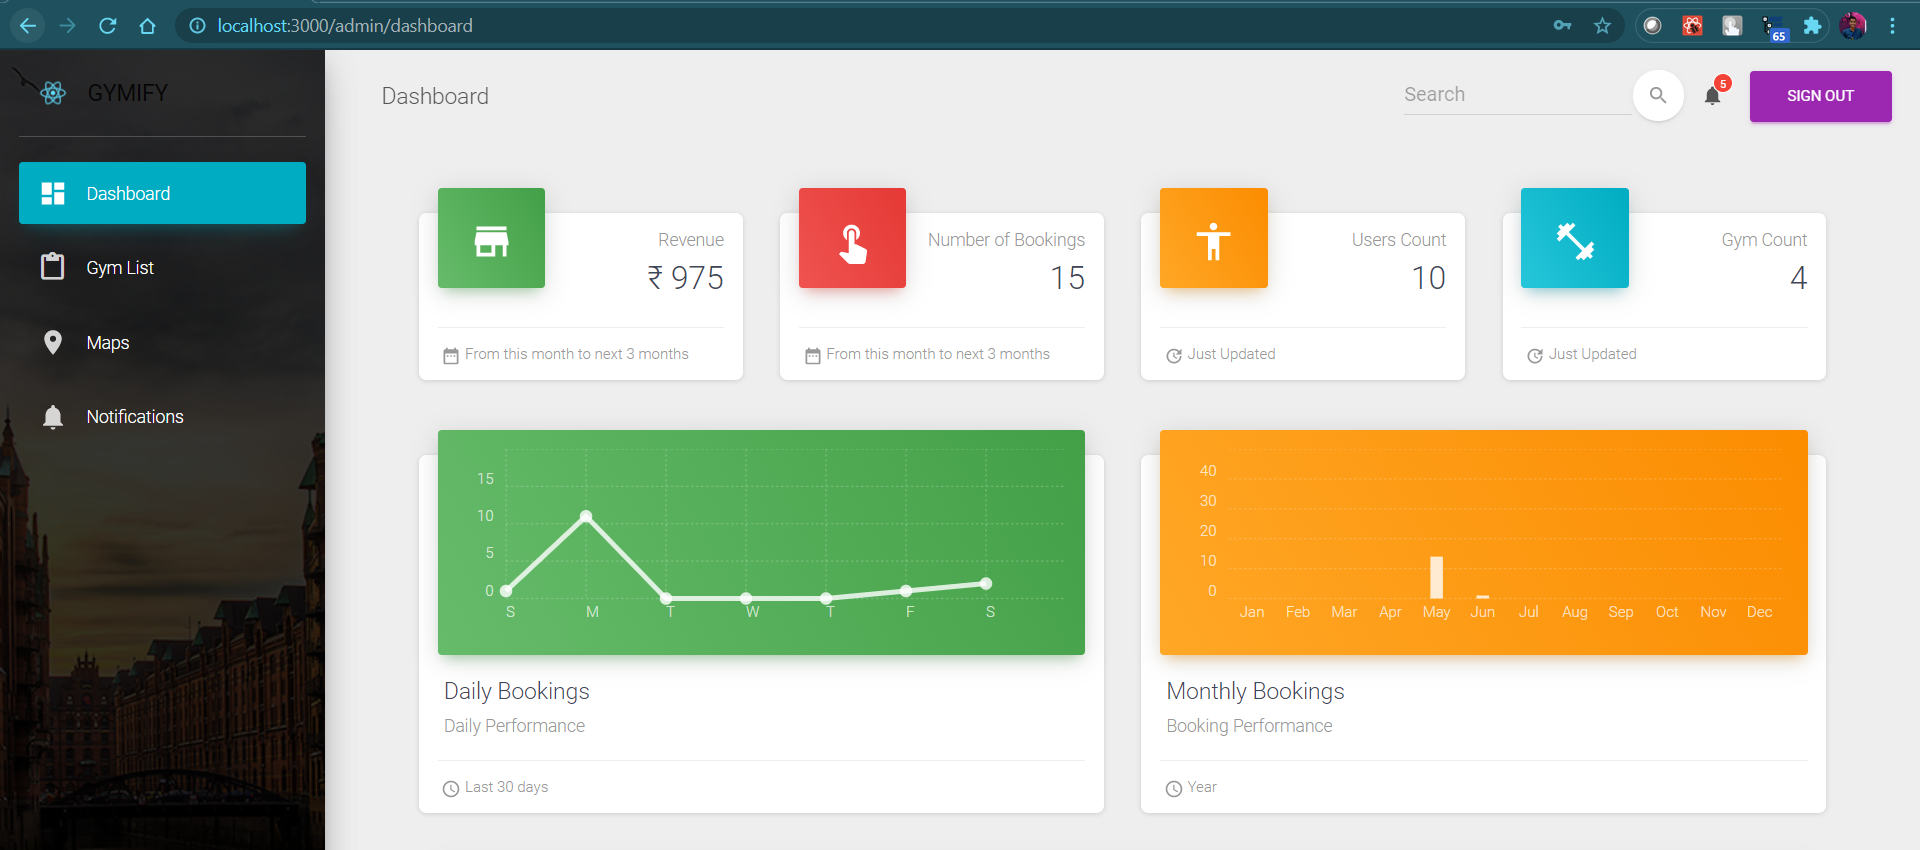 localhost:3000/admin/dashboard
65
GYMIFY
Dashboard
Gym List
Maps
Notifications
Dashboard
Search
5
SIGN OUT
Revenue
₹ 975
From this month to next 3 months
Number of Bookings
15
From this month to next 3 months
Users Count
10
Just Updated
Gym Count
4
Just Updated
15
10
5
0
S M T W T F S
Daily Bookings
Daily Performance
Last 30 days
40
30
20
10
0
Jan Feb Mar Apr May Jun Jul Aug Sep Oct Nov Dec
Monthly Bookings
Booking Performance
Year